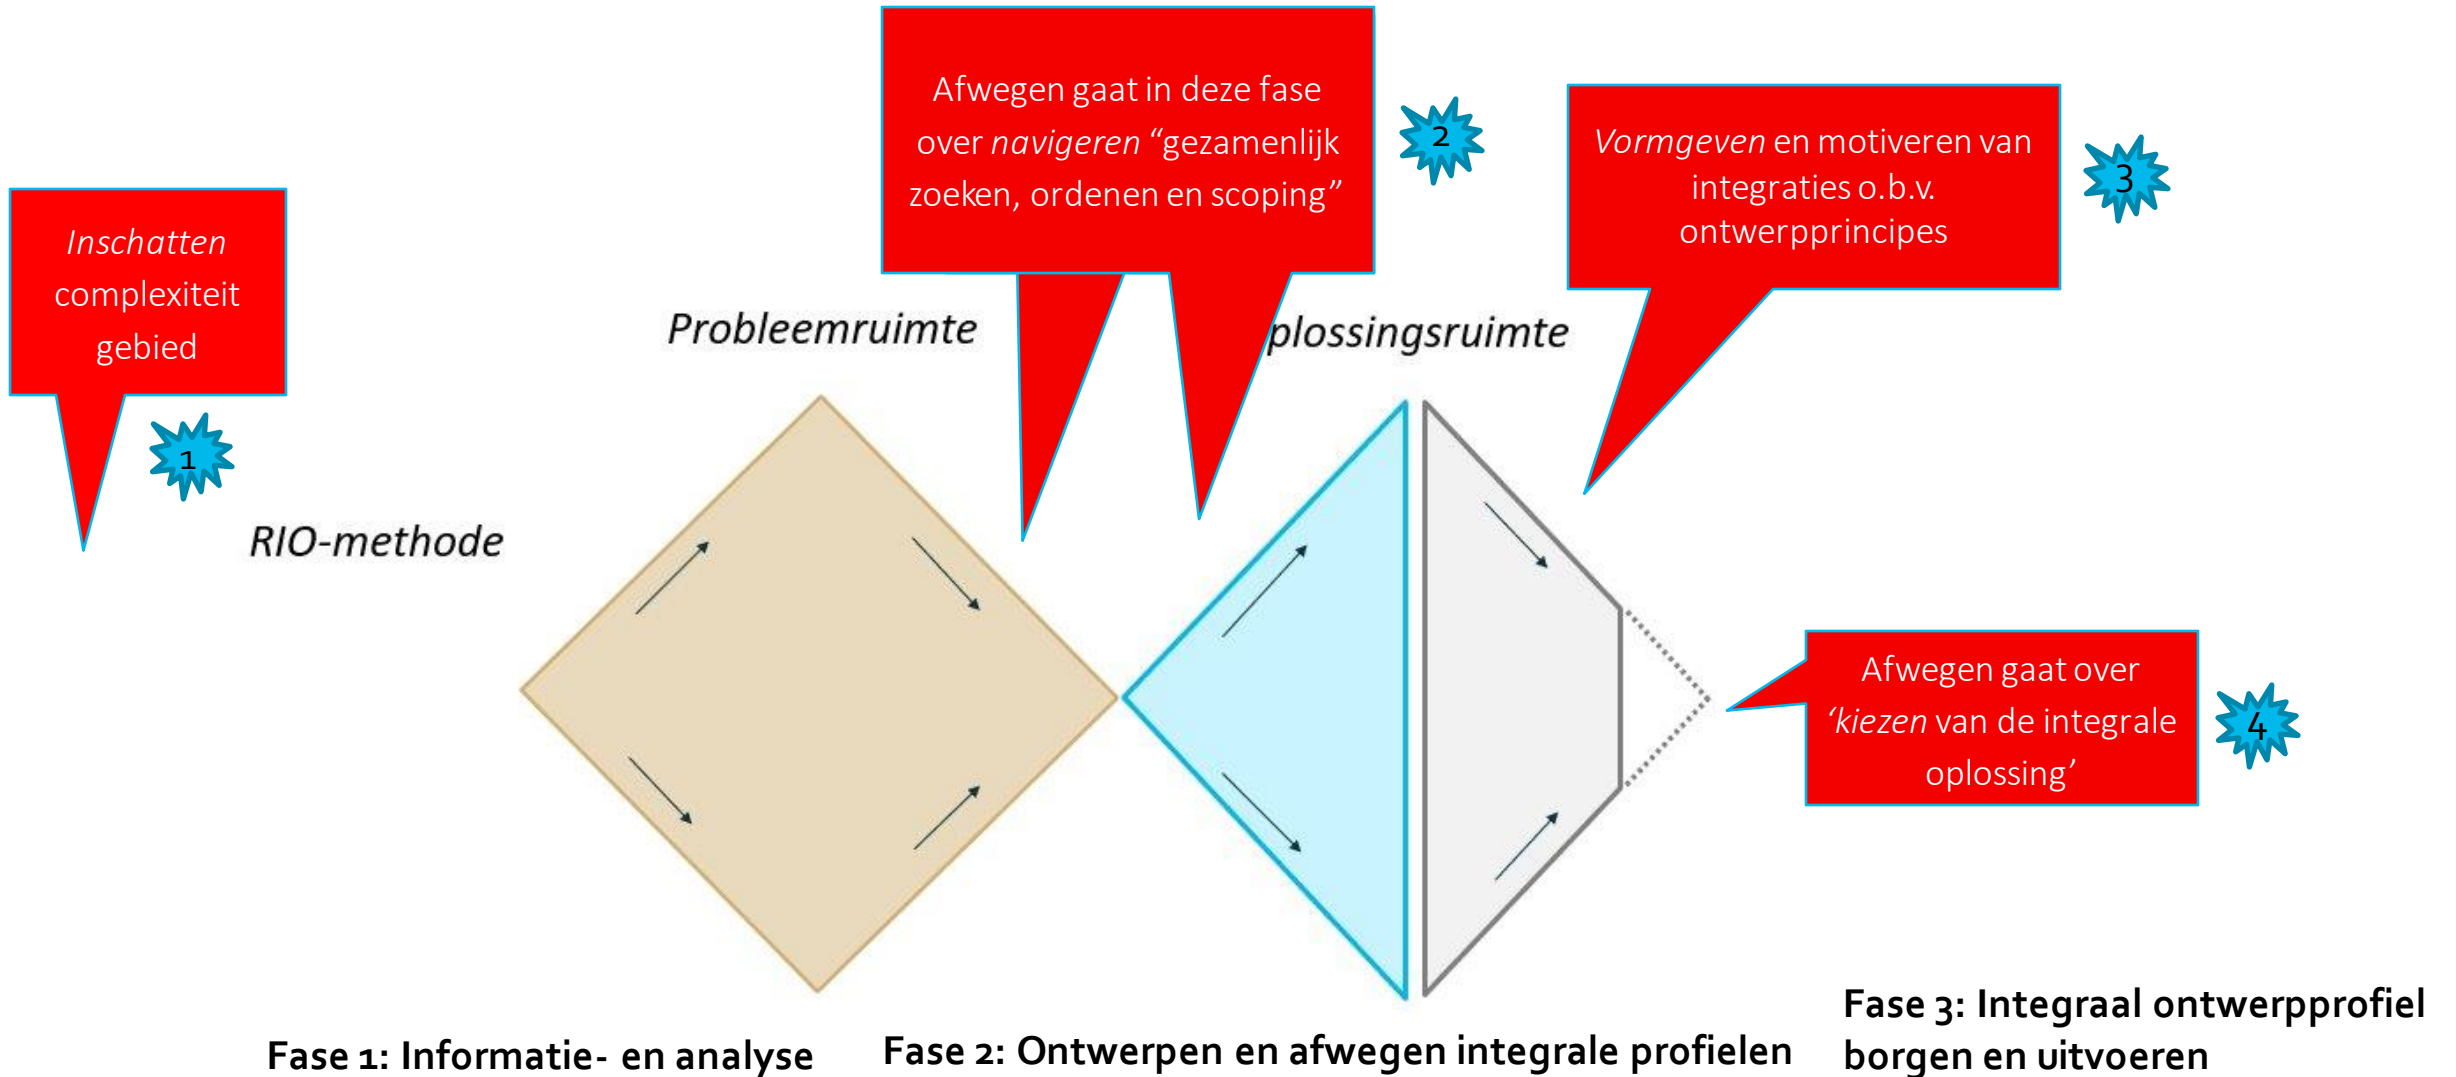 Inschatten
complexiteit
gebied
1
Afwegen gaat in deze fase
over navigeren “gezamenlijk
zoeken, ordenen en scoping”
2
Vormgeven en motiveren van
integraties o.b.v.
ontwerpprincipes
3
Probleemruimte
plossingsruimte
RIO-methode
Afwegen gaat over
‘kiezen van de integrale
oplossing’
4
Fase 1: Informatie- en analyse
Fase 2: Ontwerpen en afwegen integrale profielen
Fase 3: Integraal ontwerpprofiel
borgen en uitvoeren